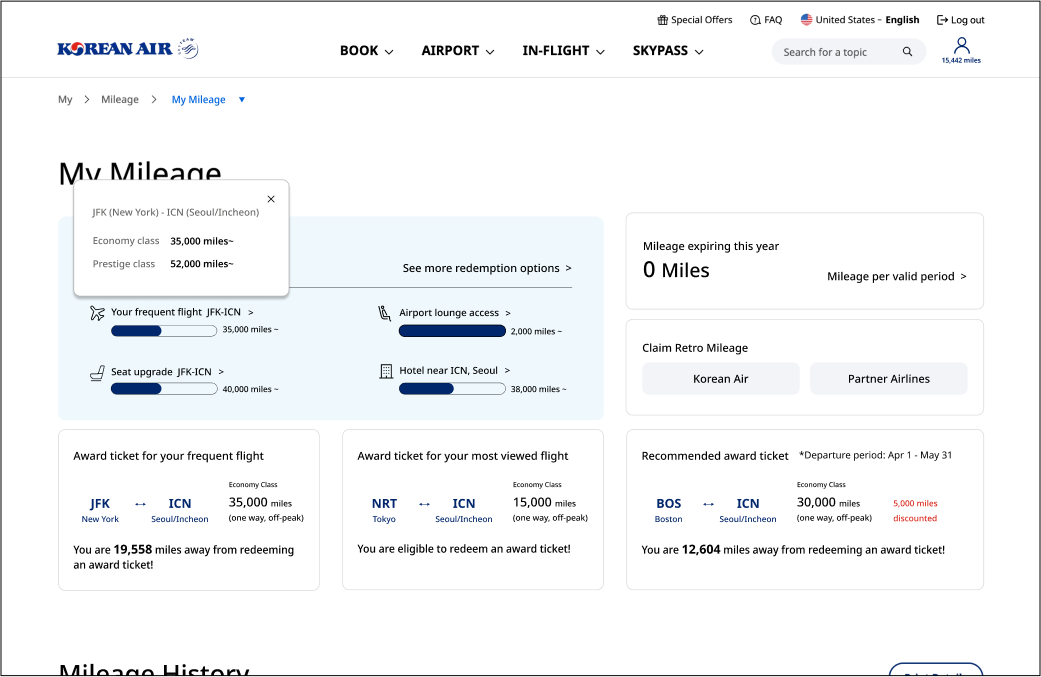 Special Offers
FAQ
United States – English
Log out
KOREAN AIR
SKYTEAM
BOOK
AIRPORT
IN-FLIGHT
SKYPASS
Search for a topic
15,442 miles
My > Mileage > My Mileage ▼
My Mileage
JFK (New York) - ICN (Seoul/Incheon)
Economy class 35,000 miles~
Prestige class 52,000 miles~
See more redemption options >
Your frequent flight JFK-ICN >
35,000 miles ~
Airport lounge access >
2,000 miles ~
Seat upgrade JFK-ICN >
40,000 miles ~
Hotel near ICN, Seoul >
38,000 miles ~
Mileage expiring this year
0 Miles
Mileage per valid period >
Claim Retro Mileage
Korean Air
Partner Airlines
Award ticket for your frequent flight
JFK ↔ ICN
New York Seoul/Incheon
Economy Class
35,000 miles
(one way, off-peak)
You are 19,558 miles away from redeeming
an award ticket!
Award ticket for your most viewed flight
NRT ↔ ICN
Tokyo Seoul/Incheon
Economy Class
15,000 miles
(one way, off-peak)
You are eligible to redeem an award ticket!
Recommended award ticket *Departure period: Apr 1 - May 31
BOS ↔ ICN
Boston Seoul/Incheon
Economy Class
30,000 miles
(one way, off-peak)
5,000 miles
discounted
You are 12,604 miles away from redeeming an award ticket!
Mileage History